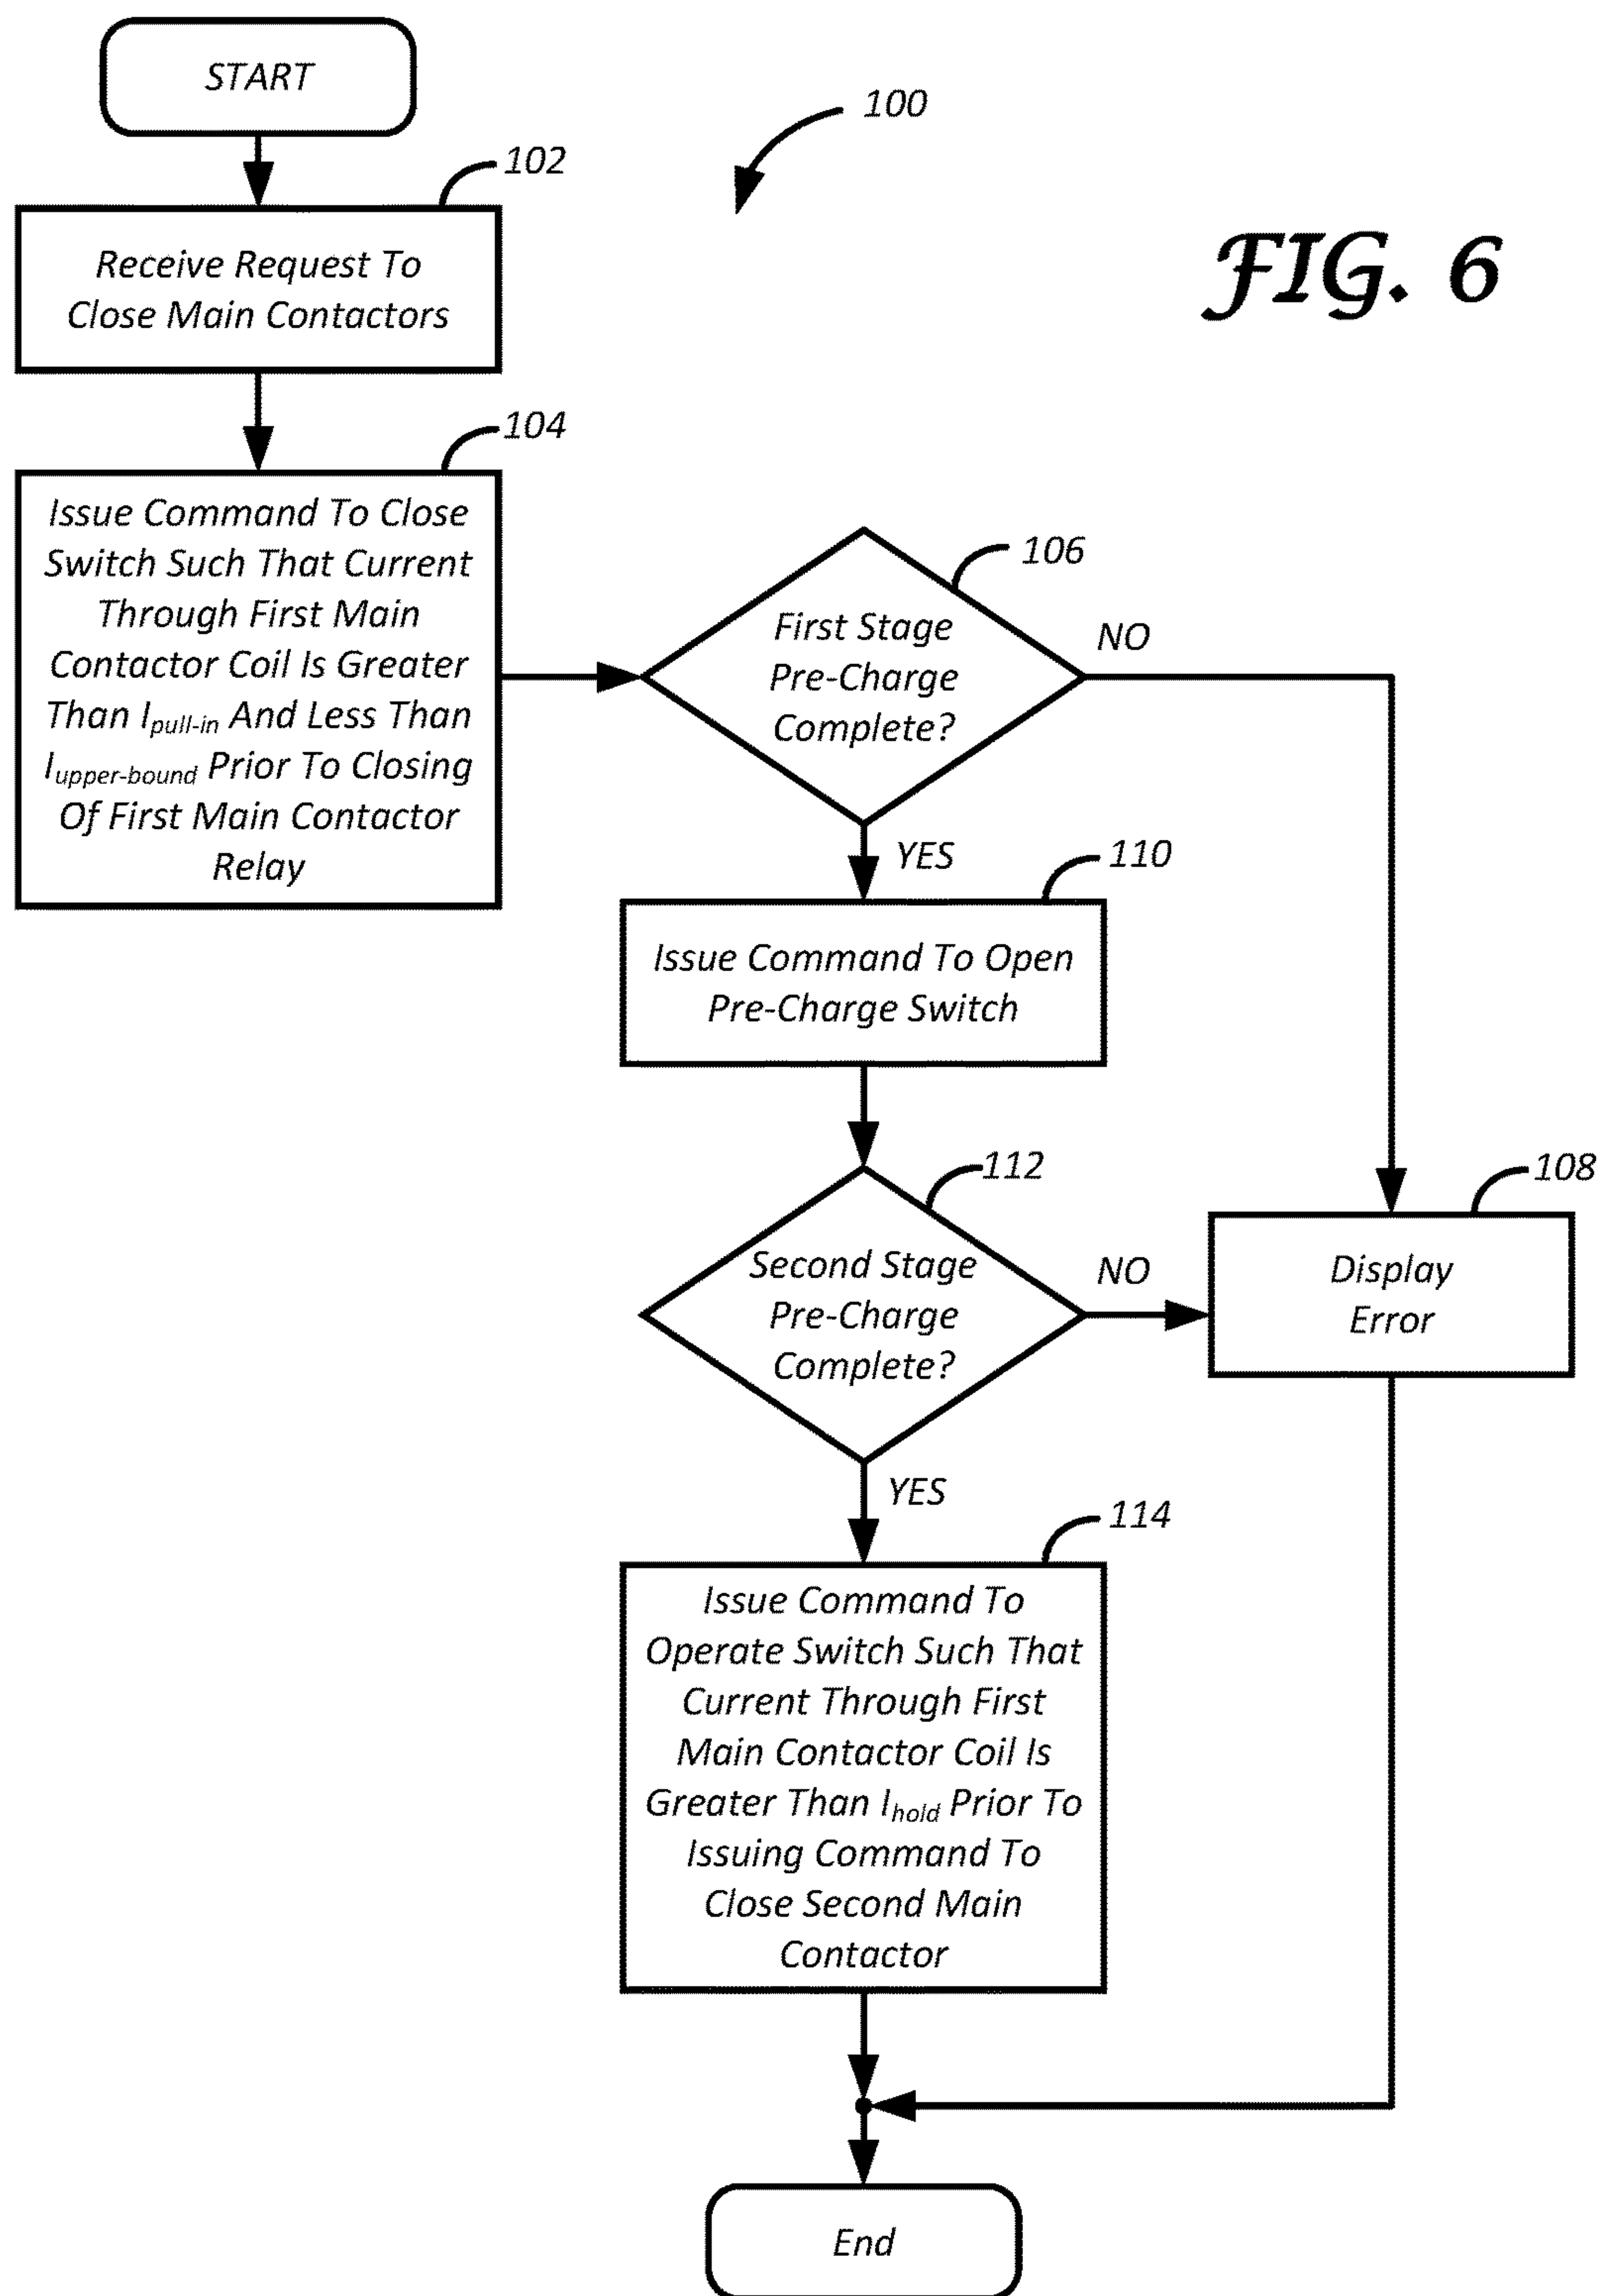 START
100
102
FIG. 6
Receive Request To
Close Main Contactors
104
Issue Command To Close
Switch Such That Current
Through First Main
Contactor Coil Is Greater
Than Ipull-in And Less Than
Iupper-bound Prior To Closing
Of First Main Contactor
Relay
106
First Stage
Pre-Charge
Complete?
NO
YES
110
Issue Command To Open
Pre-Charge Switch
112
Second Stage
Pre-Charge
Complete?
NO
108
Display
Error
YES
114
Issue Command To
Operate Switch Such That
Current Through First
Main Contactor Coil Is
Greater Than Ihold Prior To
Issuing Command To
Close Second Main
Contactor
End